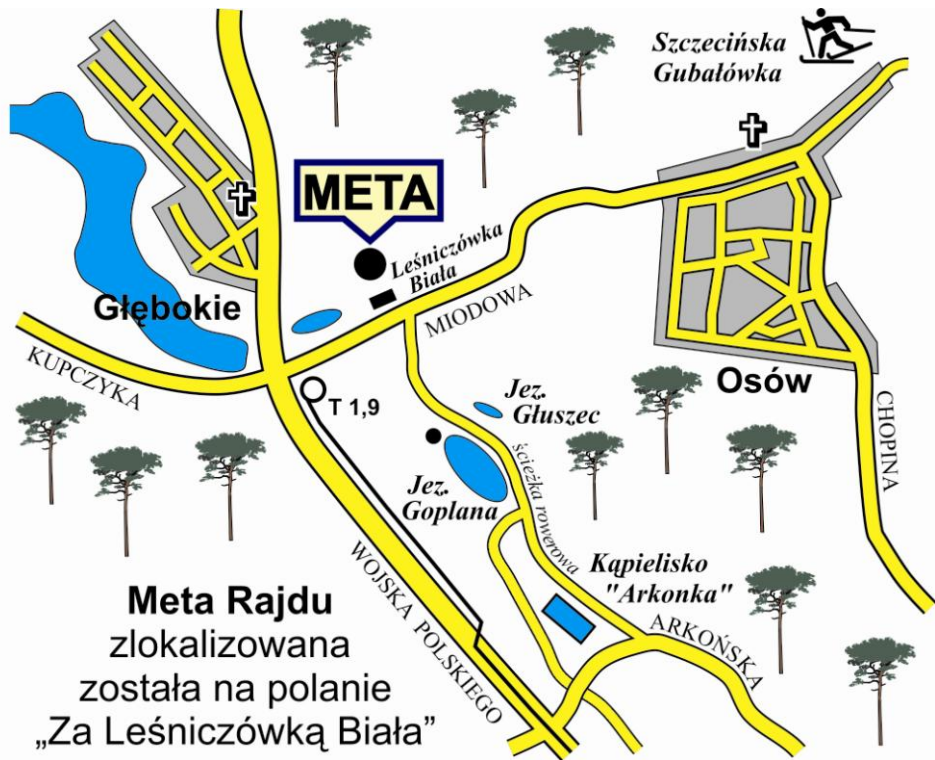 Szczecińska
Gubałówka
META
Leśniczówka
Biała
Głębokie
MIODOWA
KUPCZYKA
T 1,9
Jez.
Głuszec
Osów
CHOPINA
Jez.
Goplana
ścieżka rowerowa
Kąpielisko
"Arkonka"
WOJSKA POLSKIEGO
ARKOŃSKA
Meta Rajdu
zlokalizowana
została na polanie
„Za Leśniczówką Biała”